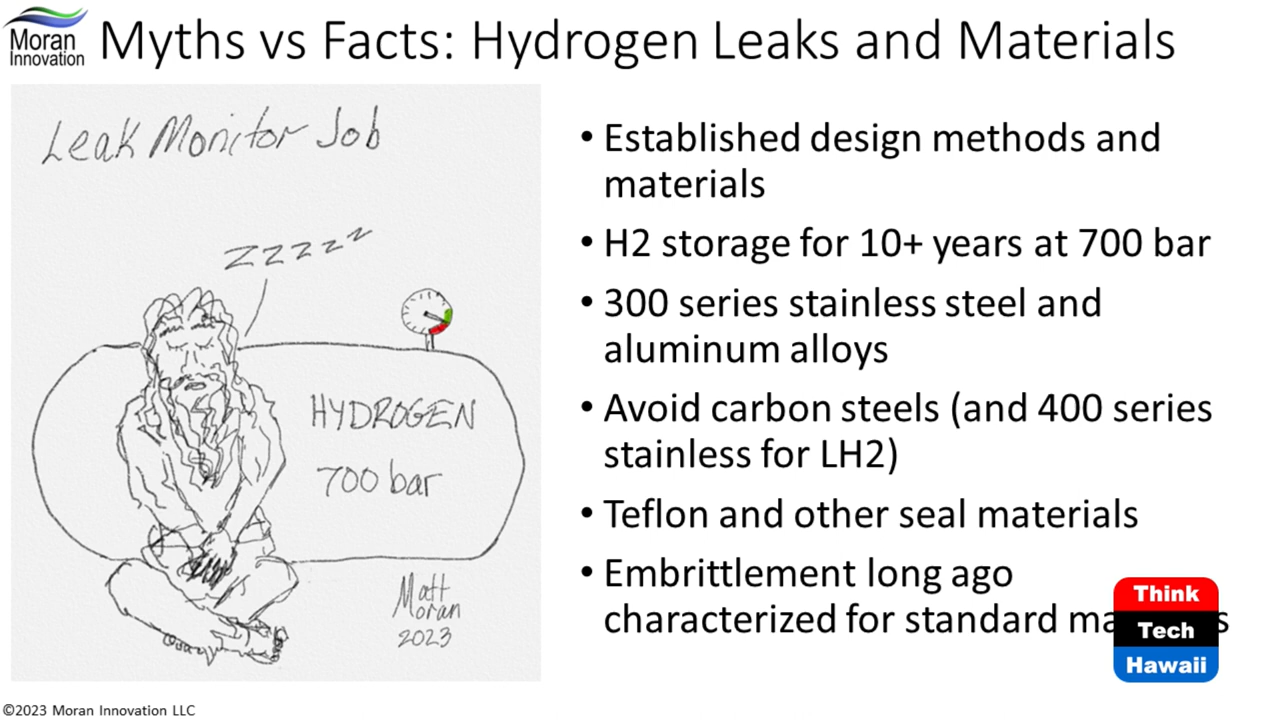 Moran
Innovation
Myths vs Facts: Hydrogen Leaks and Materials
Leak Monitor Job
ZZZZZ
HYDROGEN
700 bar
Matt
Moran
2023
• Established design methods and
materials
• H2 storage for 10+ years at 700 bar
• 300 series stainless steel and
aluminum alloys
• Avoid carbon steels (and 400 series
stainless for LH2)
• Teflon and other seal materials
• Embrittlement long ago
characterized for standard
Think
Tech
Hawaii
©2023 Moran Innovation LLC